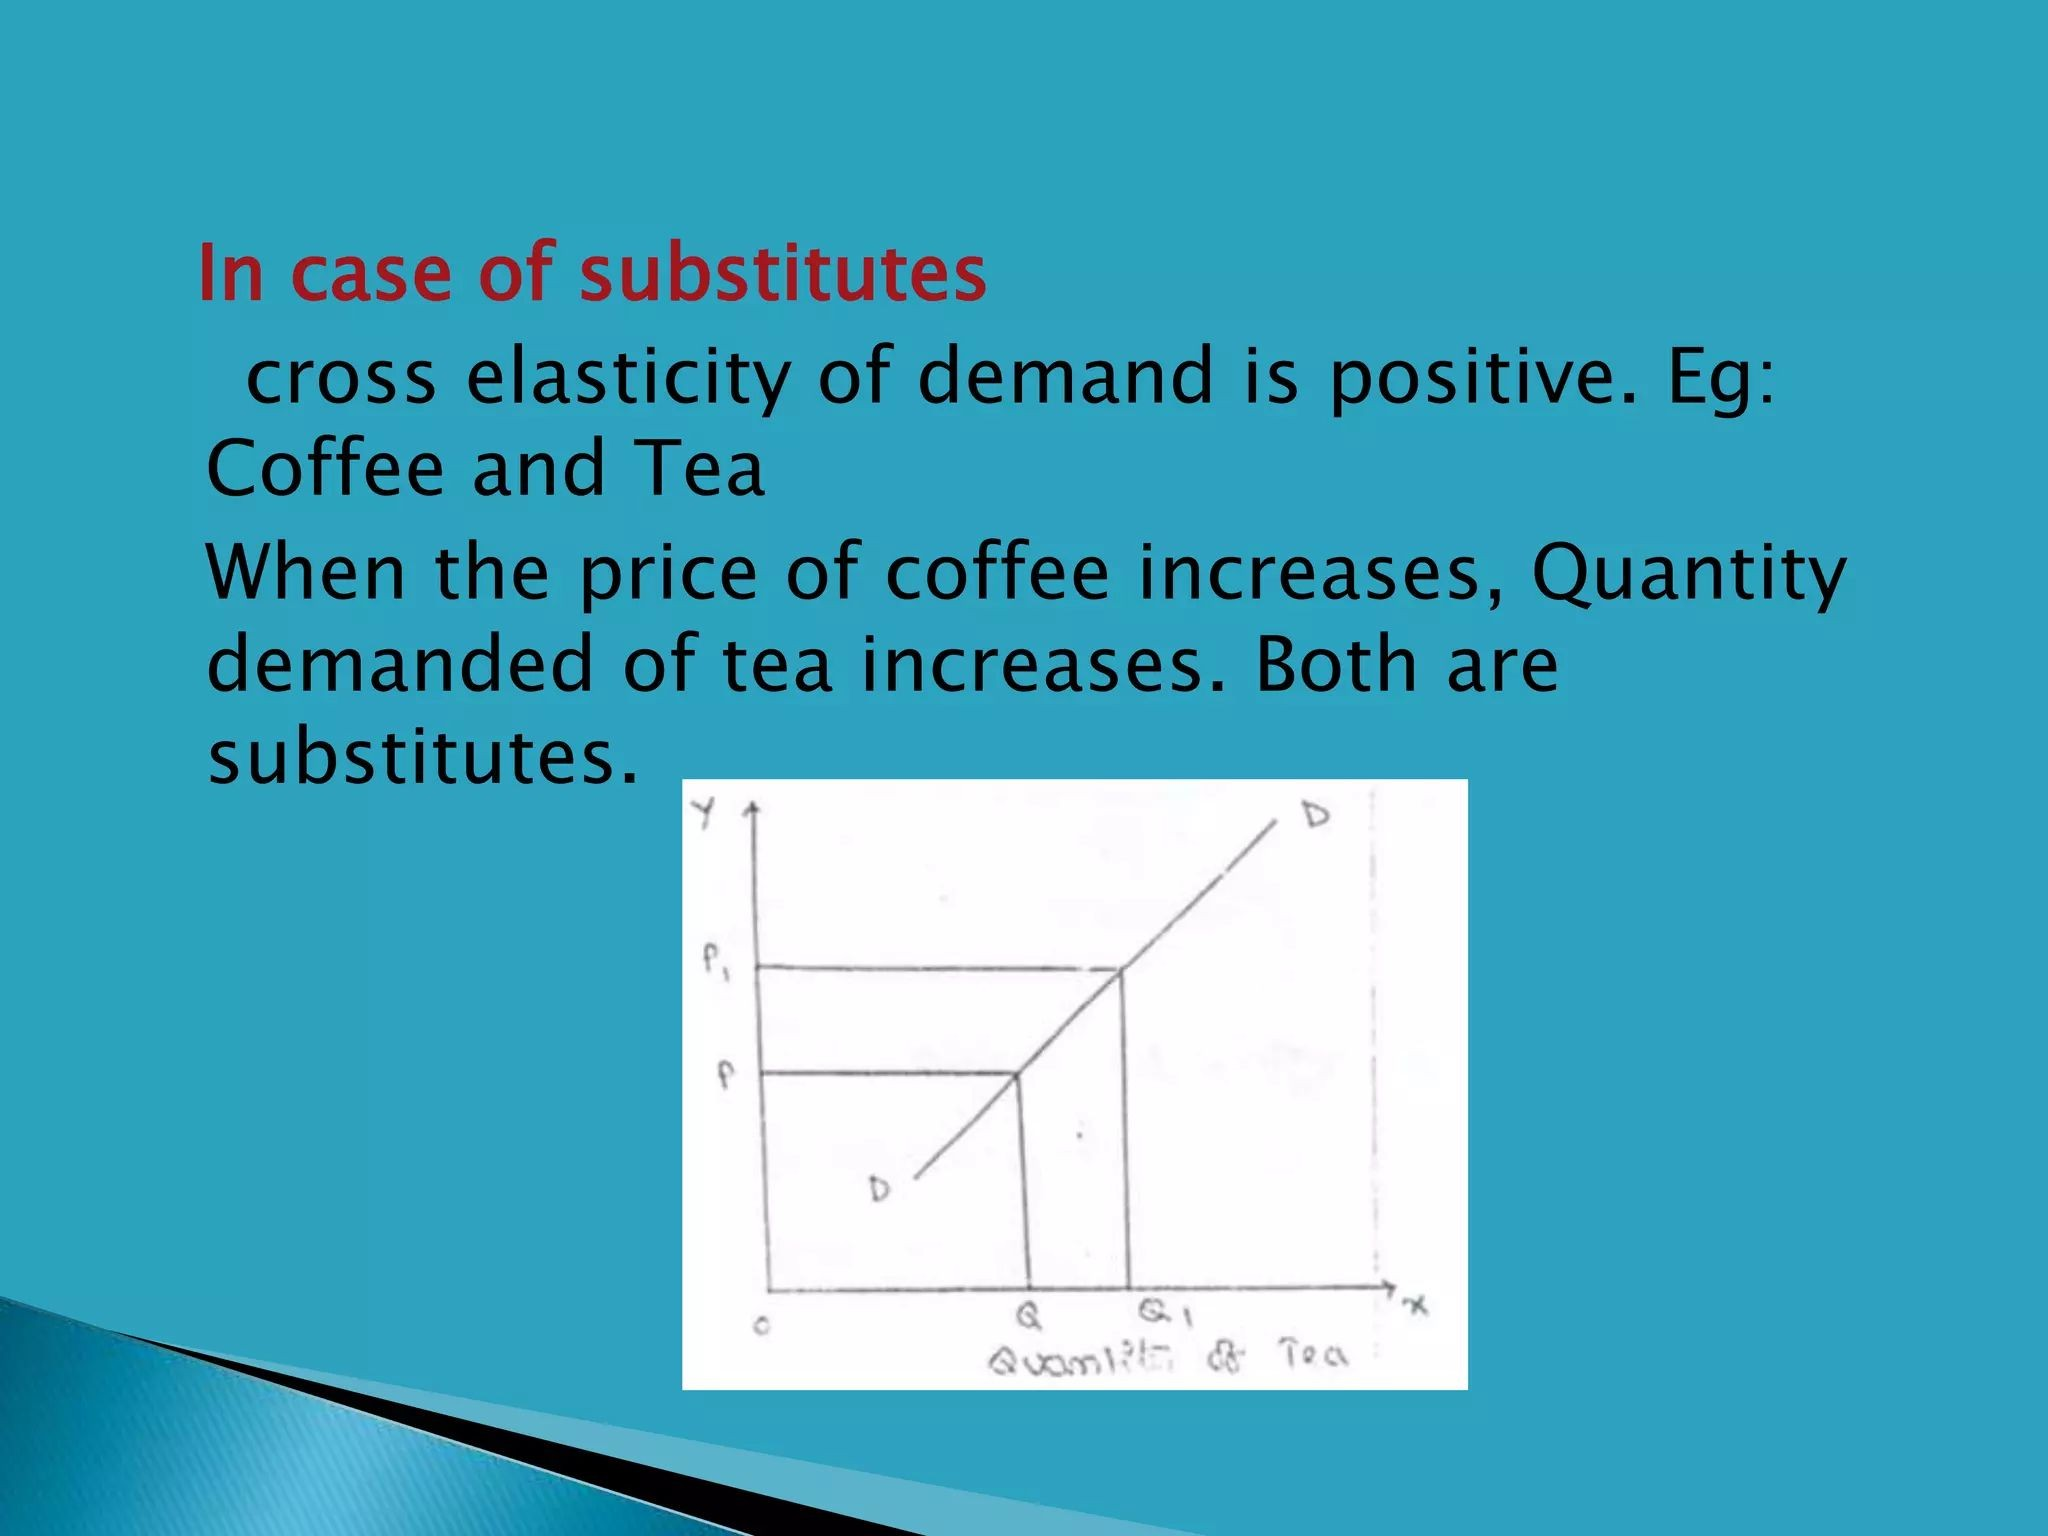 In case of substitutes
cross elasticity of demand is positive. Eg:
Coffee and Tea
When the price of coffee increases, Quantity
demanded of tea increases. Both are
substitutes.
Y
D
P1
P
D
O
Q
Q1
X
of Tea